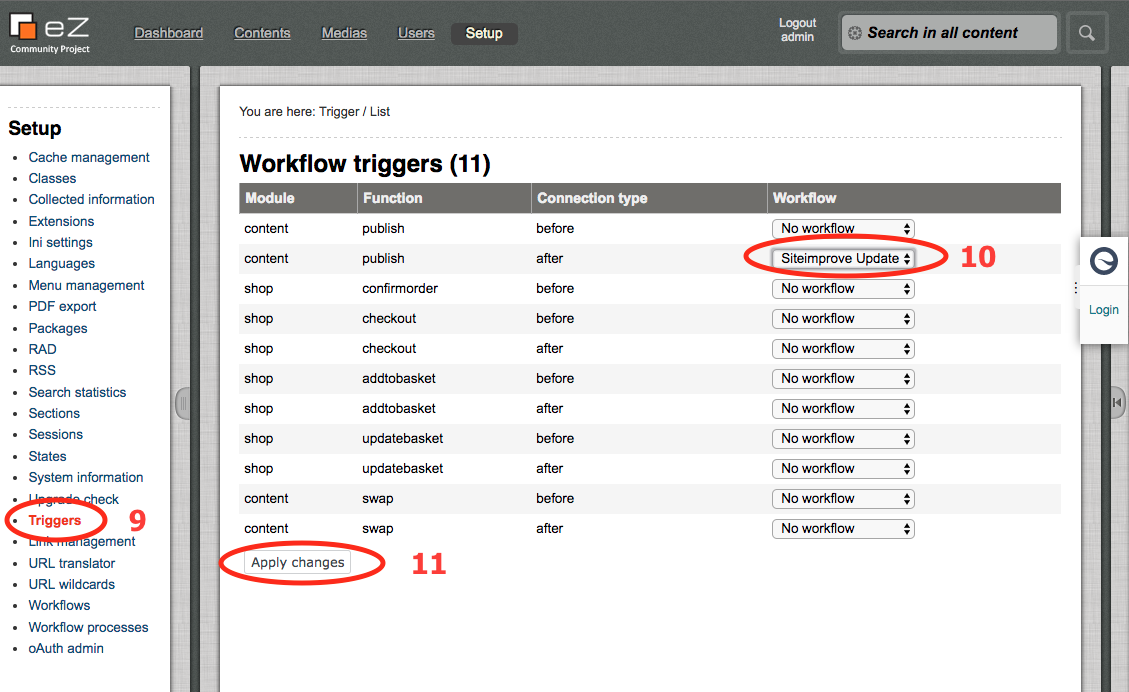 eZ
Community Project
Dashboard Contents Medias Users Setup
Logout
admin
Search in all content
Setup
Cache management
Classes
Collected information
Extensions
Ini settings
Languages
Menu management
PDF export
Packages
RAD
RSS
Search statistics
Sections
Sessions
States
System information
Upgrade check
Triggers 9
Link management
URL translator
URL wildcards
Workflows
Workflow processes
oAuth admin
You are here: Trigger / List
Workflow triggers (11)
Module Function Connection type Workflow
content publish before No workflow
content publish after Siteimprove Update 10
shop confirmorder before No workflow
shop checkout before No workflow
shop checkout after No workflow
shop addtobasket before No workflow
shop addtobasket after No workflow
shop updatebasket before No workflow
shop updatebasket after No workflow
content swap before No workflow
content swap after No workflow
Apply changes 11
Login